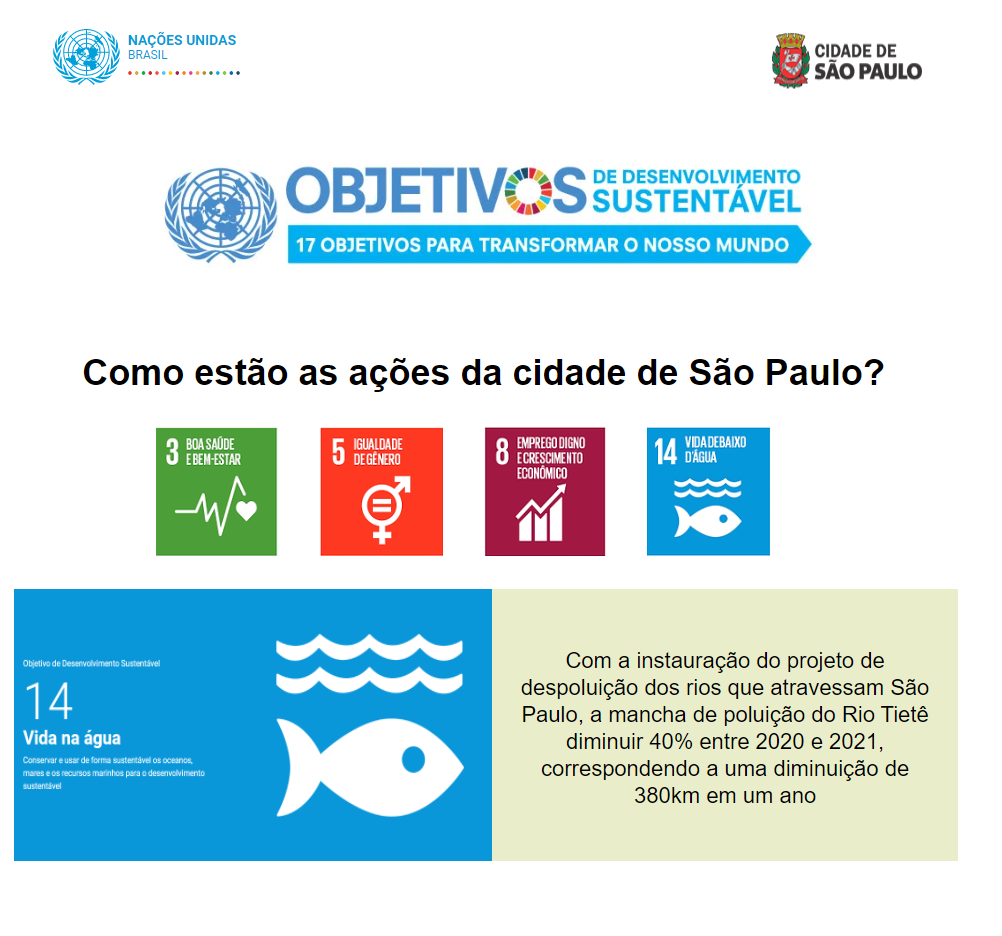 NAÇÕES UNIDAS
BRASIL
CIDADE DE
SÃO PAULO
OBJETIVOS
DE DESENVOLVIMENTO
SUSTENTÁVEL
17 OBJETIVOS PARA TRANSFORMAR O NOSSO MUNDO
Como estão as ações da cidade de São Paulo?
3 BOA SAÚDE
E BEM-ESTAR
5 IGUALDADE
DE GÊNERO
8 EMPREGO DIGNO
E CRESCIMENTO
ECONÔMICO
14 VIDA DEBAIXO
D'ÁGUA
Objetivo de Desenvolvimento Sustentável
14
Vida na água
Conservar e usar de forma sustentável os oceanos,
mares e os recursos marinhos para o desenvolvimento
sustentável
Com a instauração do projeto de
despoluição dos rios que atravessam São
Paulo, a mancha de poluição do Rio Tietê
diminuir 40% entre 2020 e 2021,
correspondendo a uma diminuição de
380km em um ano